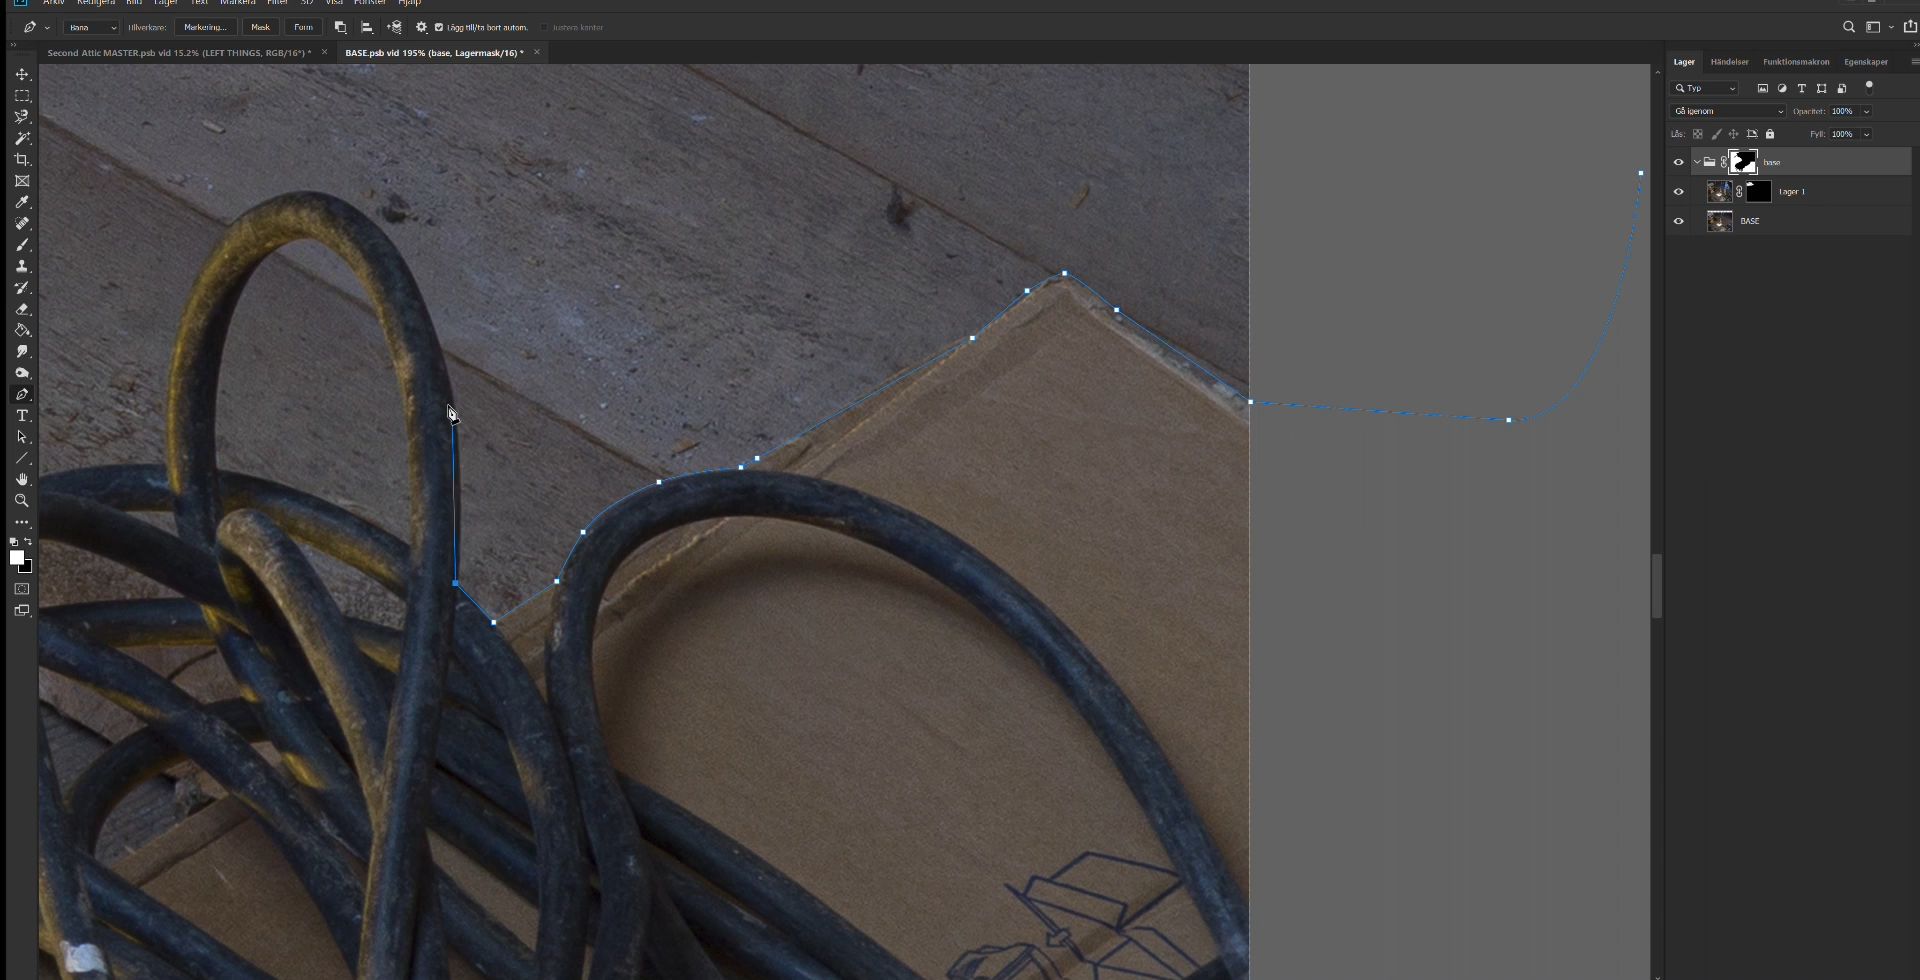 Arkiv Redigera Bild Lager Text Markera Filter 3D Visa Fönster Hjälp
Bana Tillverkare: Markering... Mask Form Lägg till/ta bort autom. Justera kanter
Second Attic MASTER.psb vid 15.2% (LEFT THINGS, RGB/16*) * BASE.psb vid 195% (base, Lagermask/16) *
Lager Händelser Funktionsmakron Egenskaper
Typ
Gå igenom Opacitet: 100%
Lås: Fyll: 100%
base
Lager 1
BASE